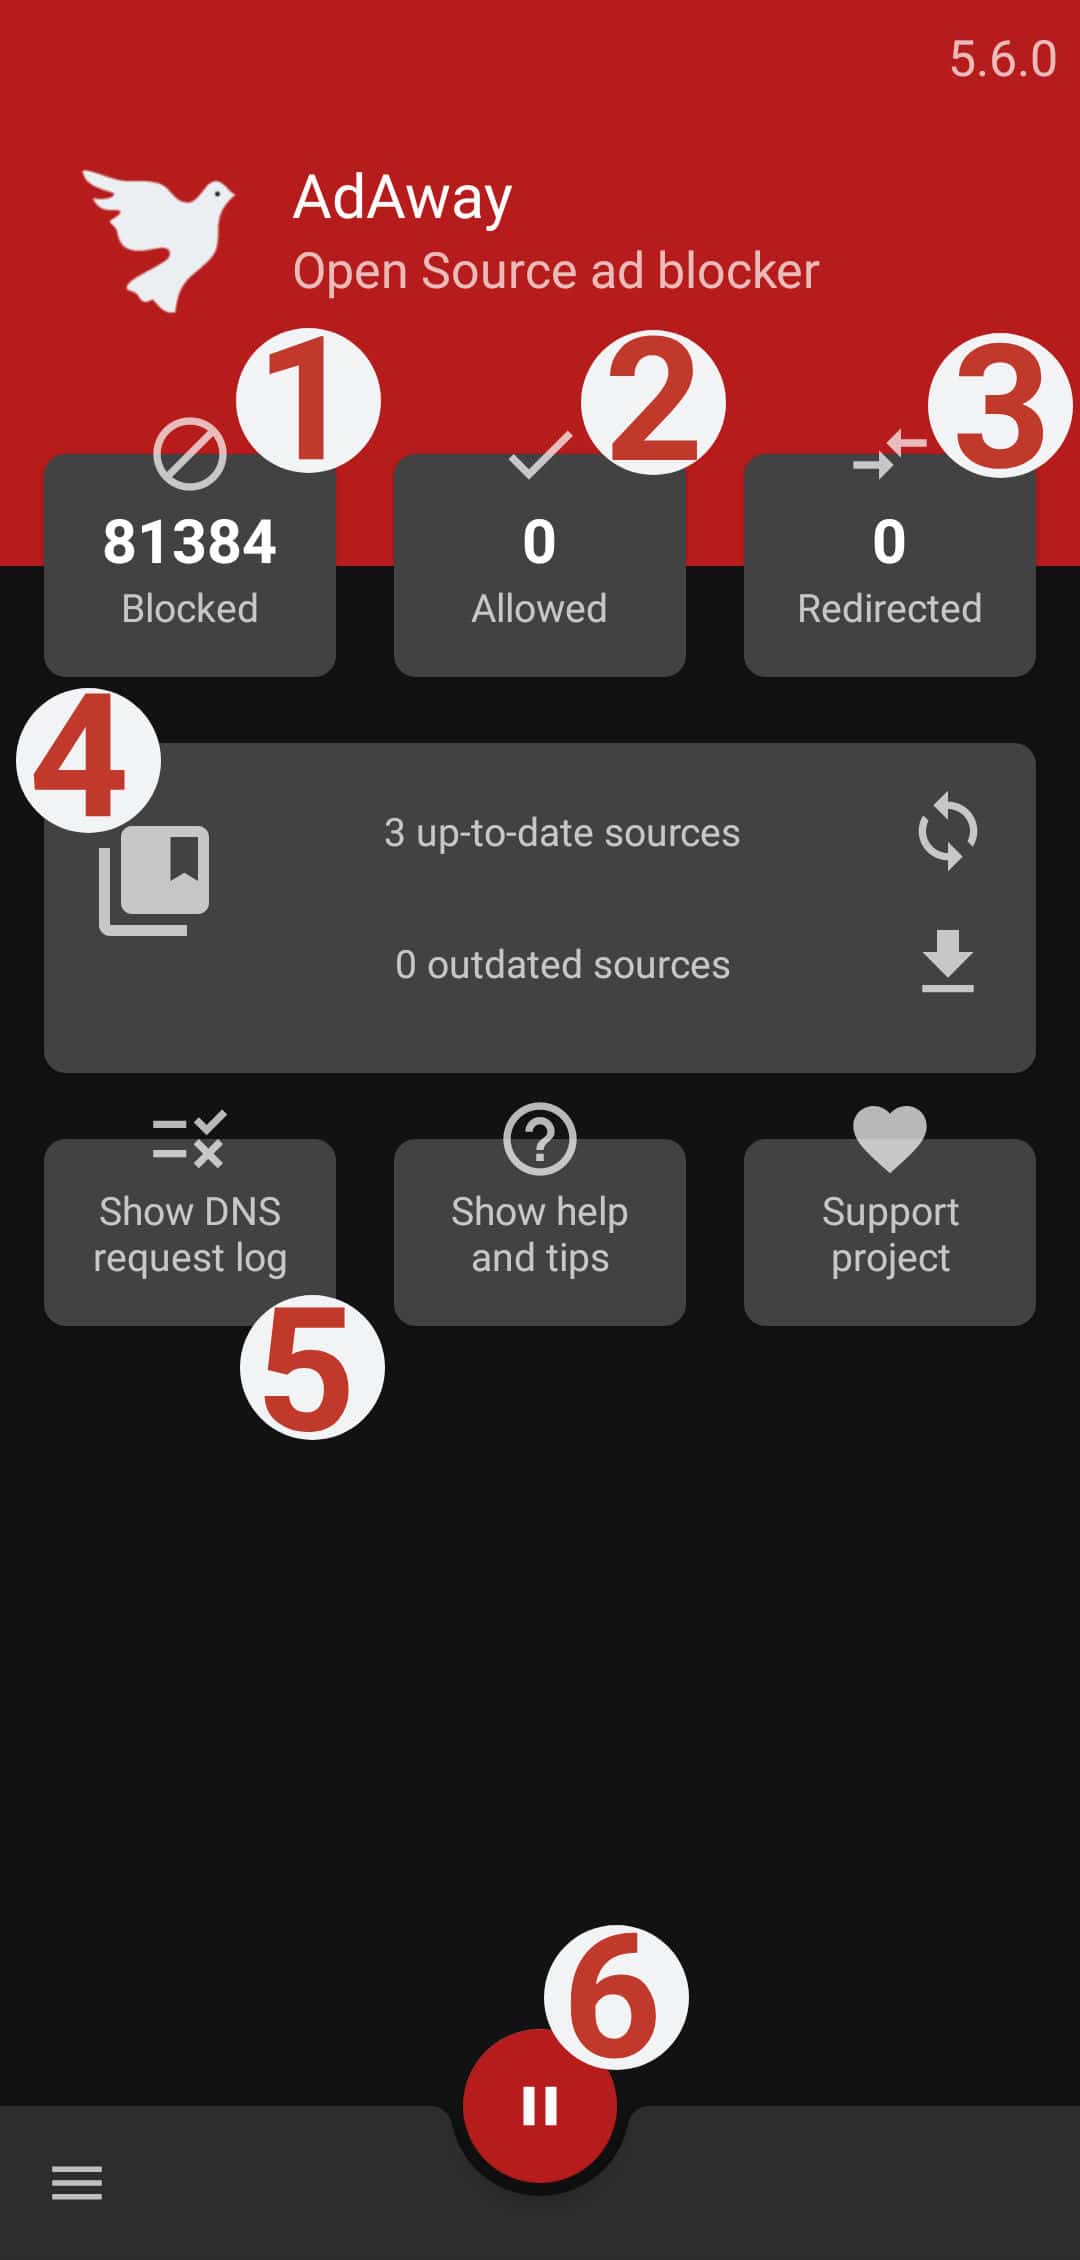 5.6.0
AdAway
Open Source ad blocker
1 2 3
81384 0 0
Blocked Allowed Redirected
4
3 up-to-date sources
0 outdated sources
Show DNS
request log
Show help
and tips
Support
project
5
6